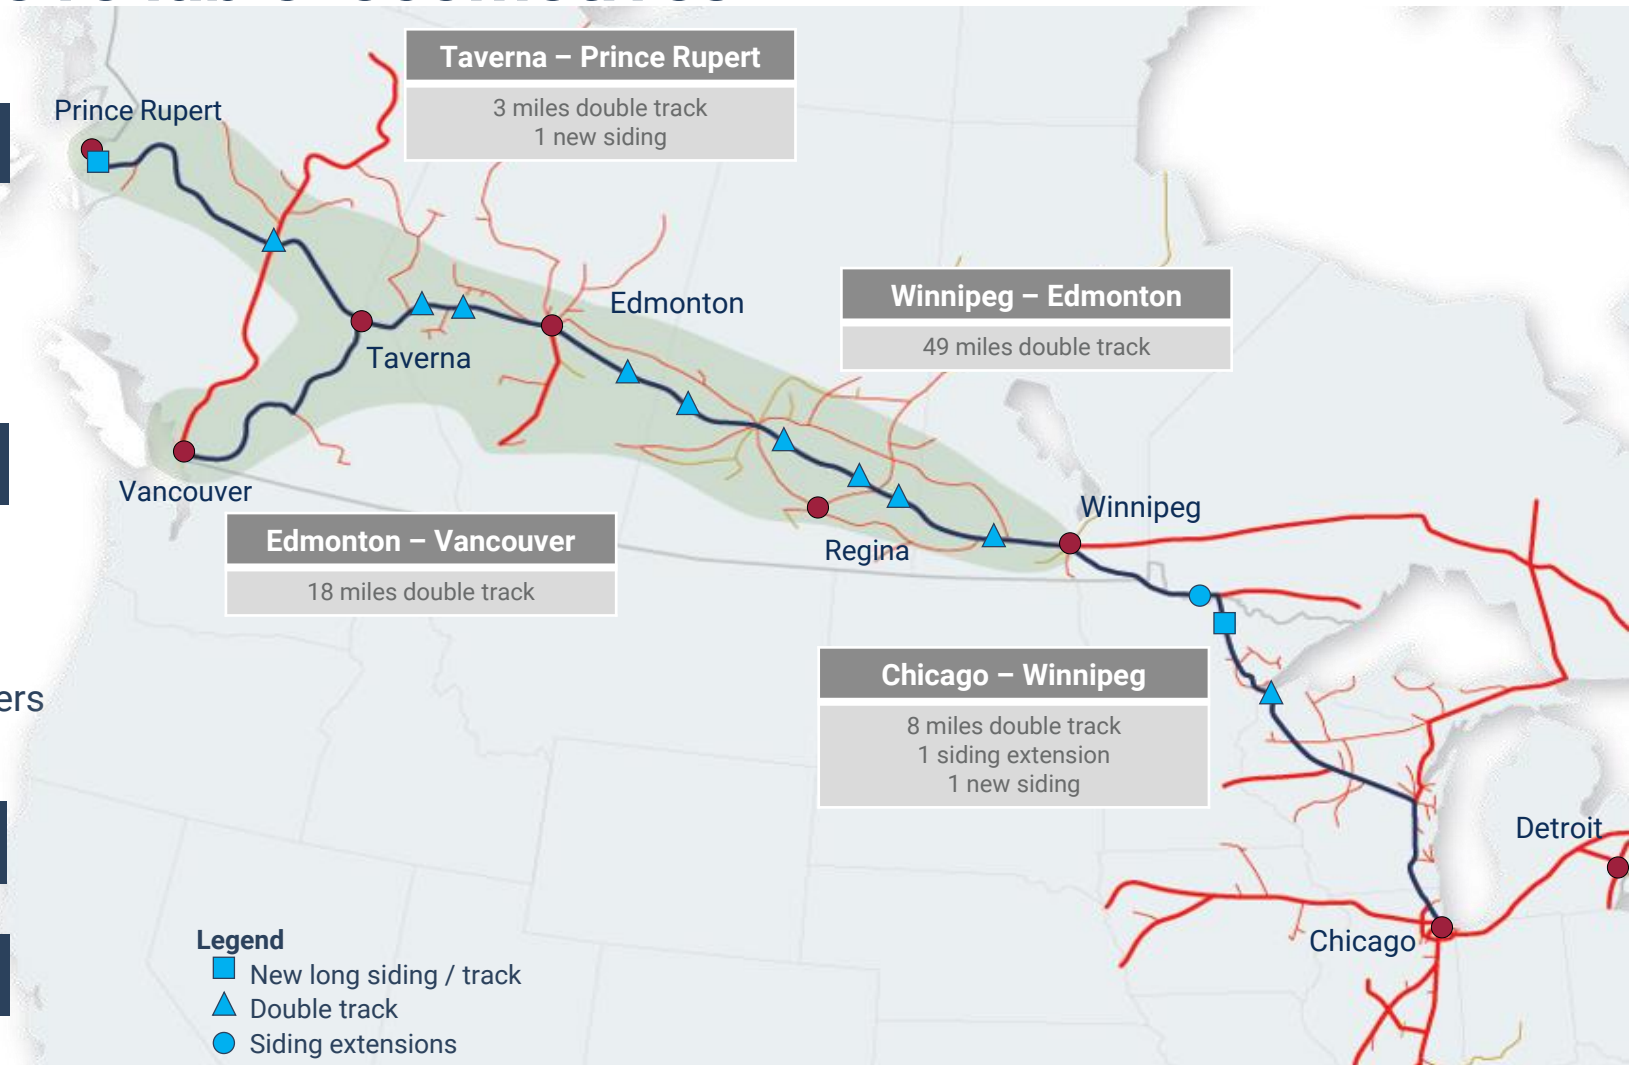 Prince Rupert
Taverna – Prince Rupert
3 miles double track
1 new siding
Edmonton
Winnipeg – Edmonton
49 miles double track
Taverna
Vancouver
Winnipeg
Regina
Edmonton – Vancouver
18 miles double track
Chicago – Winnipeg
8 miles double track
1 siding extension
1 new siding
ers
Detroit
Chicago
Legend
New long siding / track
Double track
Siding extensions